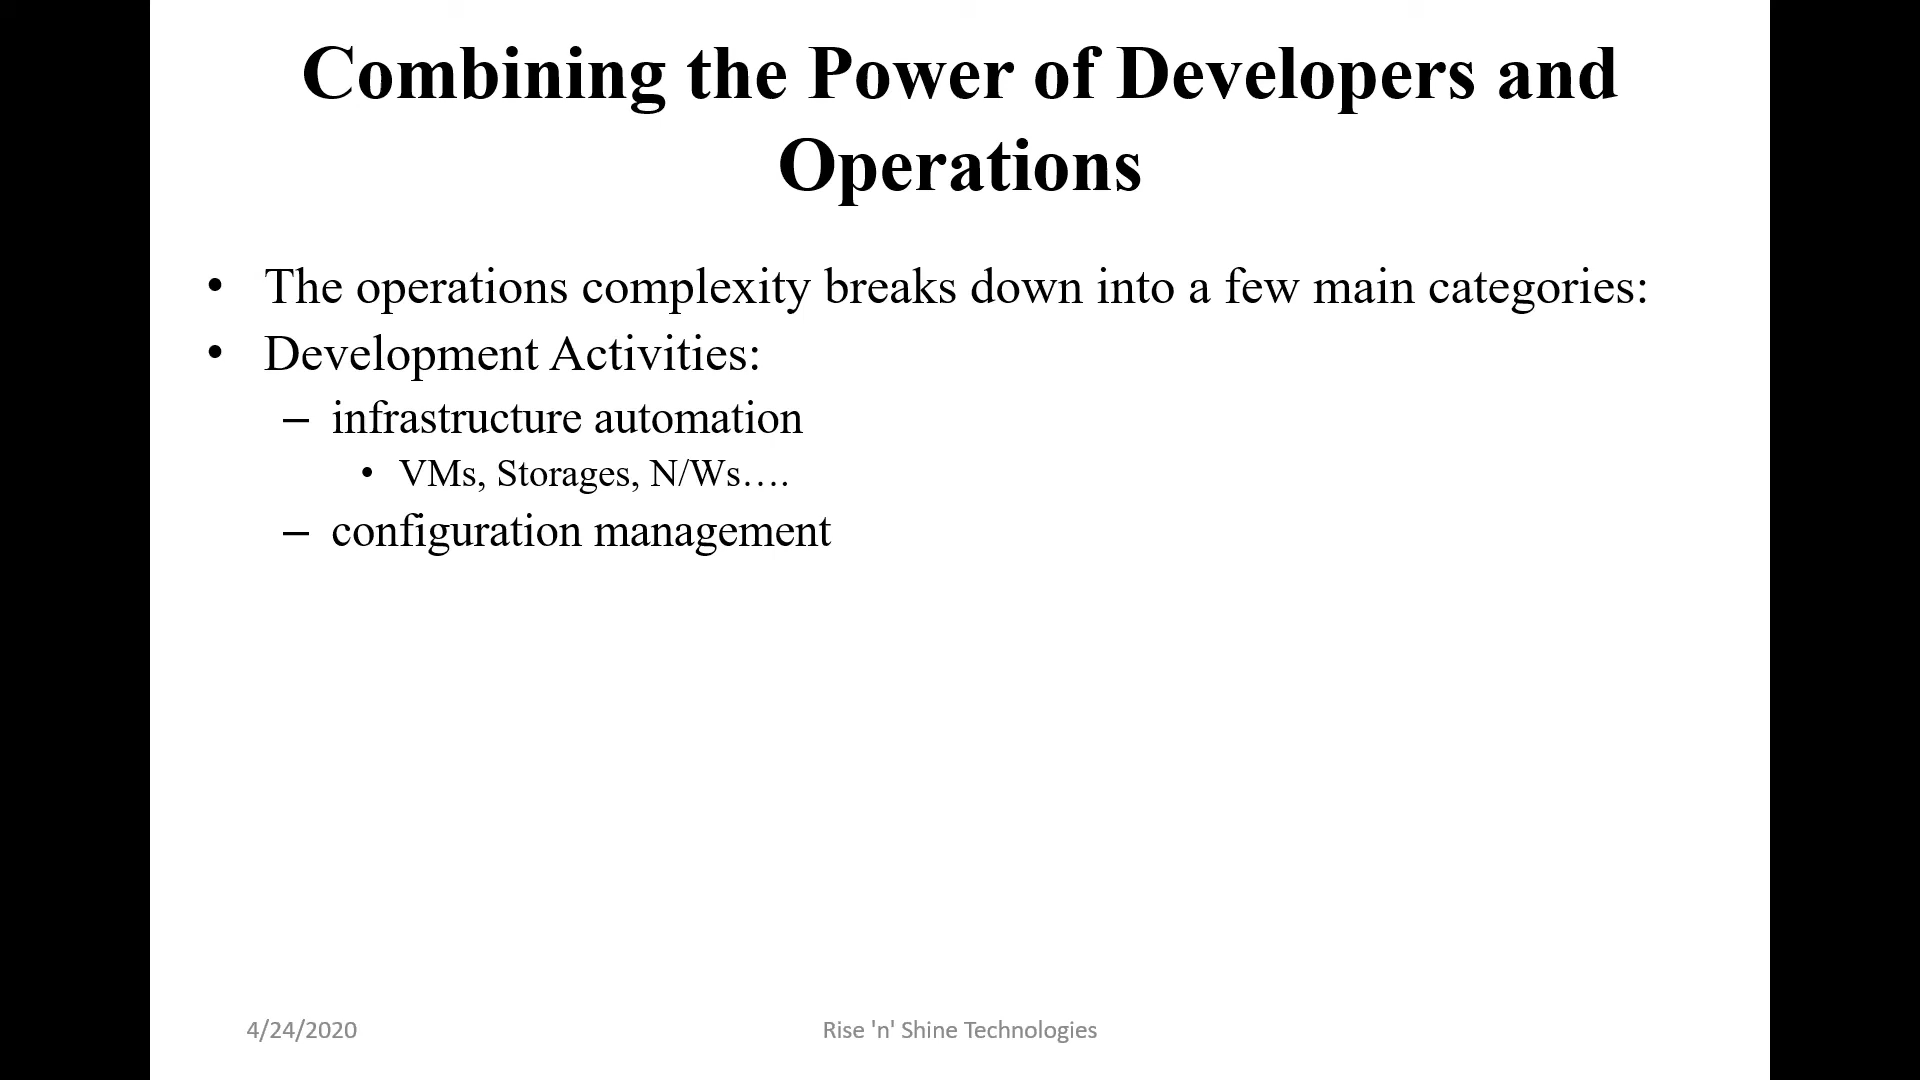 Combining the Power of Developers and
Operations
• The operations complexity breaks down into a few main categories:
• Development Activities:
– infrastructure automation
• VMs, Storages, N/Ws….
– configuration management
4/24/2020
Rise 'n' Shine Technologies